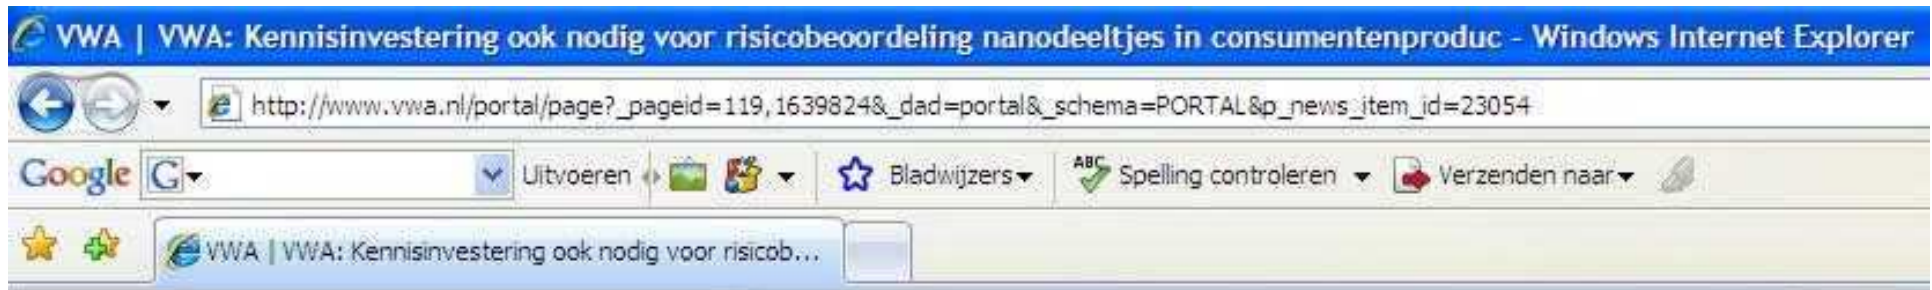 VWA | VWA: Kennisinvestering ook nodig voor risicobeoordeling nanodeeltjes in consumentenproduc - Windows Internet Explorer
http://www.vwa.nl/portal/page?_pageid=119,1639824&_dad=portal&_schema=PORTAL&p_news_item_id=23054
Google G Uitvoeren Bladwijzers ABC Spelling controleren Verzenden naar
VWA | VWA: Kennisinvestering ook nodig voor risicob...